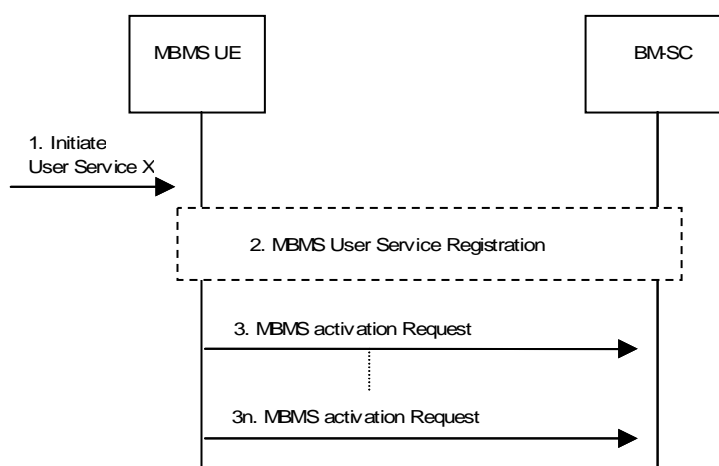 MBMS UE
BM-SC
1. Initiate
User Service X
2. MBMS User Service Registration
3. MBMS activation Request
3n. MBMS activation Request